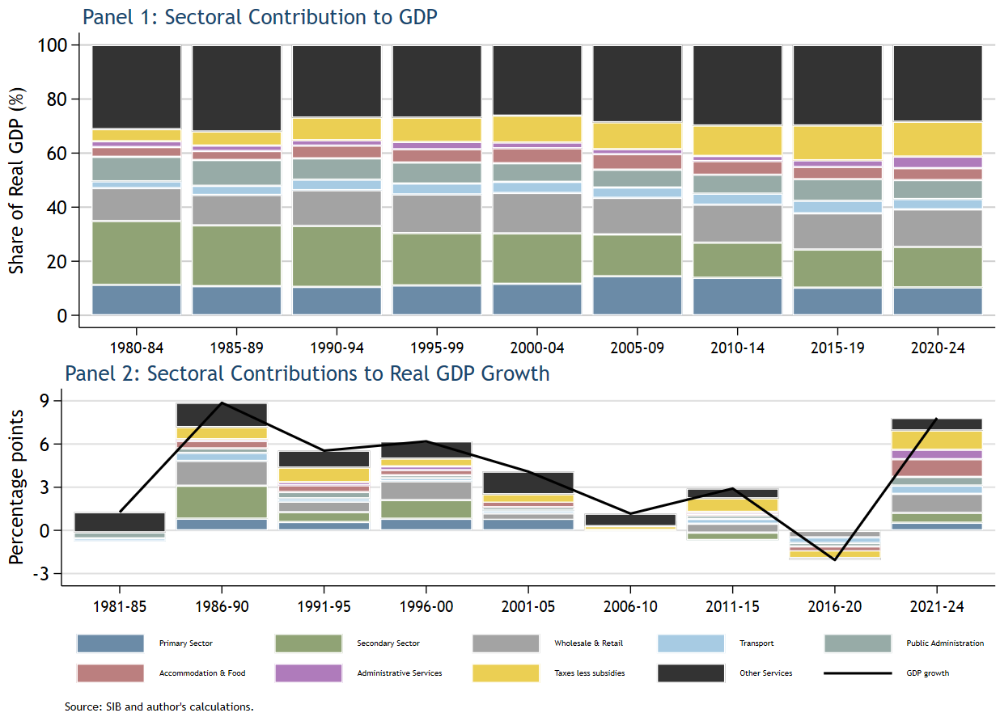 Panel 1: Sectoral Contribution to GDP
Share of Real GDP (%)
100
80
60
40
20
0
1980-84 1985-89 1990-94 1995-99 2000-04 2005-09 2010-14 2015-19 2020-24
Panel 2: Sectoral Contributions to Real GDP Growth
Percentage points
9
6
3
0
-3
1981-85 1986-90 1991-95 1996-00 2001-05 2006-10 2011-15 2016-20 2021-24
Primary Sector Secondary Sector Wholesale & Retail Transport Public Administration
Accommodation & Food Administrative Services Taxes less subsidies Other Services GDP growth
Source: SIB and author's calculations.